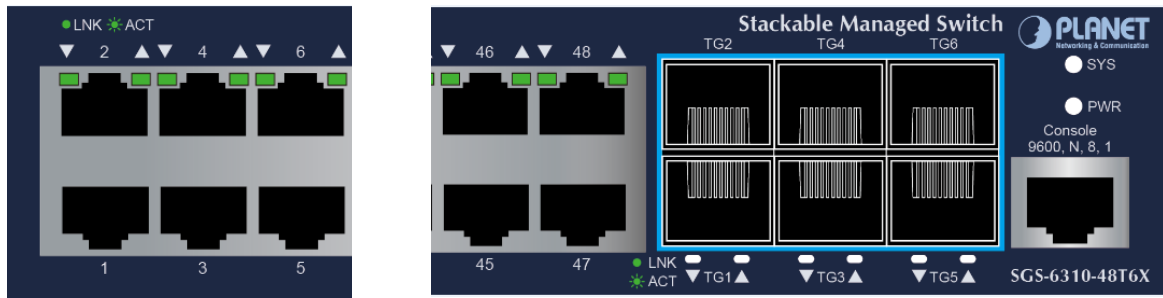 LNK ACT
2 4 6
1 3 5
Stackable Managed Switch
PLANET
Networking & Communication
46 48 TG2 TG4 TG6
SYS
PWR
Console
9600, N, 8, 1
45 47
LNK
ACT
TG1 TG3 TG5
SGS-6310-48T6X